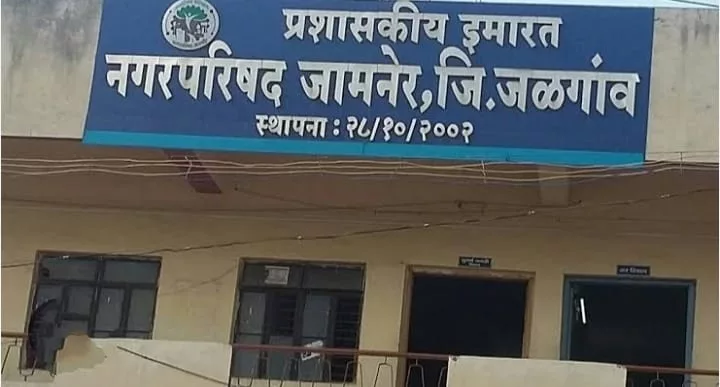 प्रशासकीय इमारत
नगरपरिषद जामनेर, जि.जळगांव
स्थापना : २८/१०/२००२